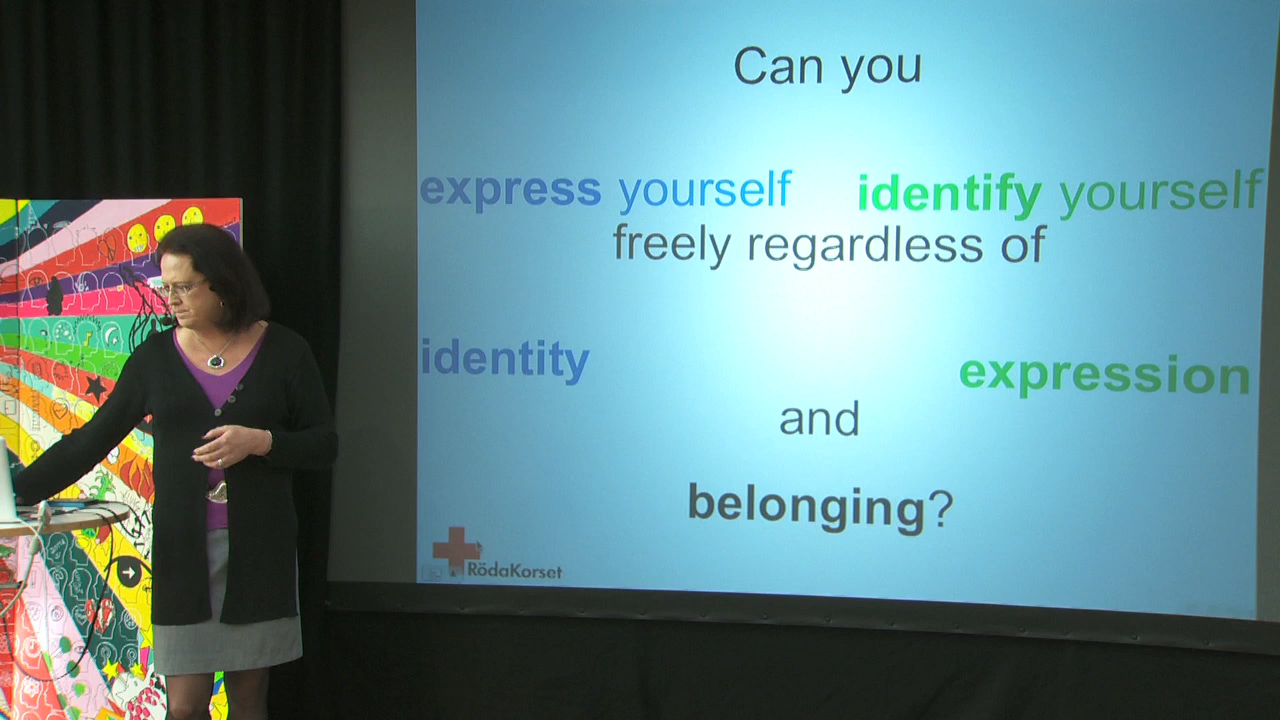 Can you
express yourself identify yourself
freely regardless of
identity expression
and
belonging?
RödaKorset